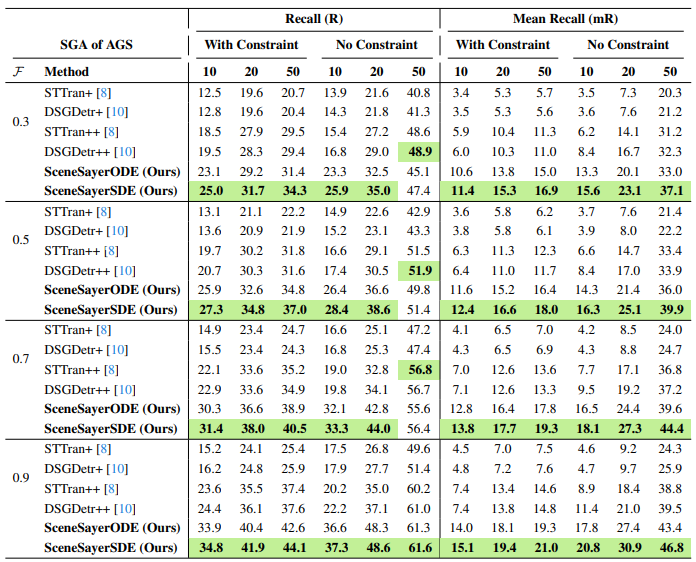 Recall (R) Mean Recall (mR)
SGA of AGS With Constraint No Constraint With Constraint No Constraint
F Method 10 20 50 10 20 50 10 20 50 10 20 50
0.3
STTran+ [8] 12.5 19.6 20.7 13.9 21.6 40.8 3.4 5.3 5.7 3.5 7.3 20.3
DSGDetr+ [10] 12.8 19.6 20.4 14.3 21.8 41.3 3.5 5.3 5.6 3.6 7.6 21.2
STTran++ [8] 18.5 27.9 29.5 15.4 27.2 48.6 5.9 10.4 11.3 6.2 14.1 31.2
DSGDetr++ [10] 19.5 28.3 29.4 16.8 29.0 48.9 6.0 10.3 11.0 8.4 16.7 32.3
SceneSayerODE (Ours) 23.1 29.2 31.4 23.3 32.5 45.1 10.6 13.8 15.0 13.3 20.1 33.0
SceneSayerSDE (Ours) 25.0 31.7 34.3 25.9 35.0 47.4 11.4 15.3 16.9 15.6 23.1 37.1
0.5
STTran+ [8] 13.1 21.1 22.2 14.9 22.6 42.9 3.6 5.8 6.2 3.7 7.6 21.4
DSGDetr+ [10] 13.6 20.9 21.9 15.2 23.1 43.3 3.8 5.8 6.1 3.9 8.0 22.2
STTran++ [8] 19.7 30.2 31.8 16.6 29.1 51.5 6.3 11.3 12.3 6.6 14.7 33.4
DSGDetr++ [10] 20.7 30.3 31.6 17.4 30.5 51.9 6.4 11.0 11.7 8.4 17.0 33.9
SceneSayerODE (Ours) 25.9 32.6 34.8 26.4 36.6 49.8 11.6 15.2 16.4 14.3 21.4 36.0
SceneSayerSDE (Ours) 27.3 34.8 37.0 28.4 38.6 51.4 12.4 16.6 18.0 16.3 25.1 39.9
0.7
STTran+ [8] 14.9 23.4 24.7 16.6 25.1 47.2 4.1 6.5 7.0 4.2 8.5 24.0
DSGDetr+ [10] 15.5 23.4 24.3 16.8 25.3 47.4 4.3 6.5 6.9 4.3 8.8 24.7
STTran++ [8] 22.1 33.6 35.2 19.0 32.8 56.8 7.0 12.6 13.6 7.7 17.1 36.8
DSGDetr++ [10] 22.9 33.6 34.9 19.8 34.1 56.7 7.1 12.6 13.3 9.5 19.2 37.2
SceneSayerODE (Ours) 30.3 36.6 38.9 32.1 42.8 55.6 12.8 16.4 17.8 16.5 24.4 39.6
SceneSayerSDE (Ours) 31.4 38.0 40.5 33.3 44.0 56.4 13.8 17.7 19.3 18.1 27.3 44.4
0.9
STTran+ [8] 15.2 24.1 25.4 17.5 26.8 49.6 4.5 7.0 7.5 4.6 9.2 24.3
DSGDetr+ [10] 16.2 24.8 25.9 17.9 27.7 51.4 4.8 7.2 7.6 4.7 9.7 25.9
STTran++ [8] 23.6 35.5 37.4 20.2 35.0 60.2 7.4 13.4 14.6 8.9 18.4 38.8
DSGDetr++ [10] 24.4 36.1 37.6 22.2 37.1 61.0 7.4 13.8 14.8 11.4 21.0 39.5
SceneSayerODE (Ours) 33.9 40.4 42.6 36.6 48.3 61.3 14.0 18.1 19.3 17.8 27.4 43.4
SceneSayerSDE (Ours) 34.8 41.9 44.1 37.3 48.6 61.6 15.1 19.4 21.0 20.8 30.9 46.8